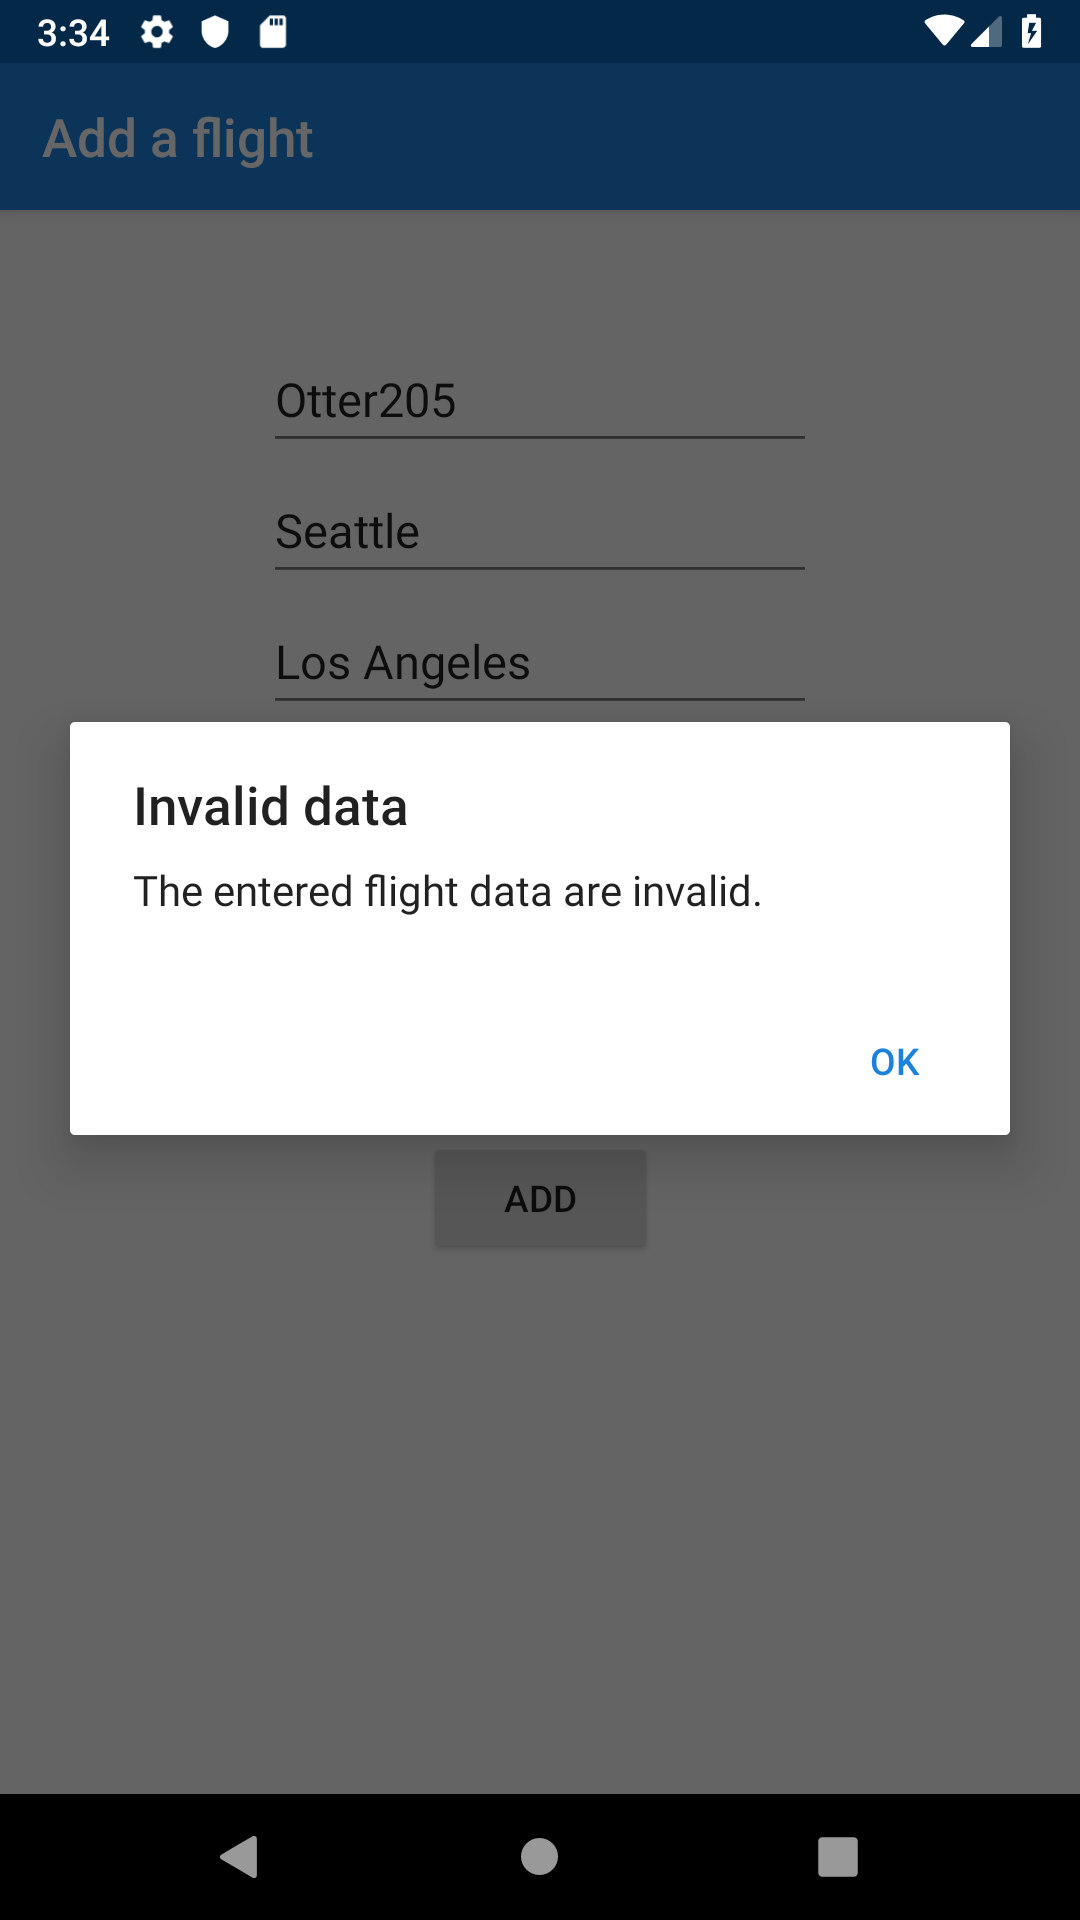 3:34
Add a flight
Otter205
Seattle
Los Angeles
Invalid data
The entered flight data are invalid.
OK
ADD